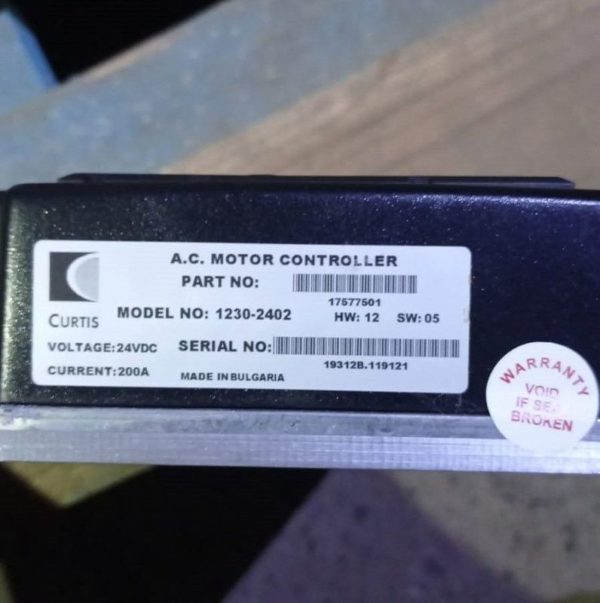 A.C. MOTOR CONTROLLER
PART NO:
17577501
MODEL NO: 1230-2402 HW: 12 SW: 05
CURTIS
VOLTAGE:24VDC SERIAL NO:
19312B.119121
CURRENT:200A MADE IN BULGARIA
WARRANTY
VOID
IF
BROKEN